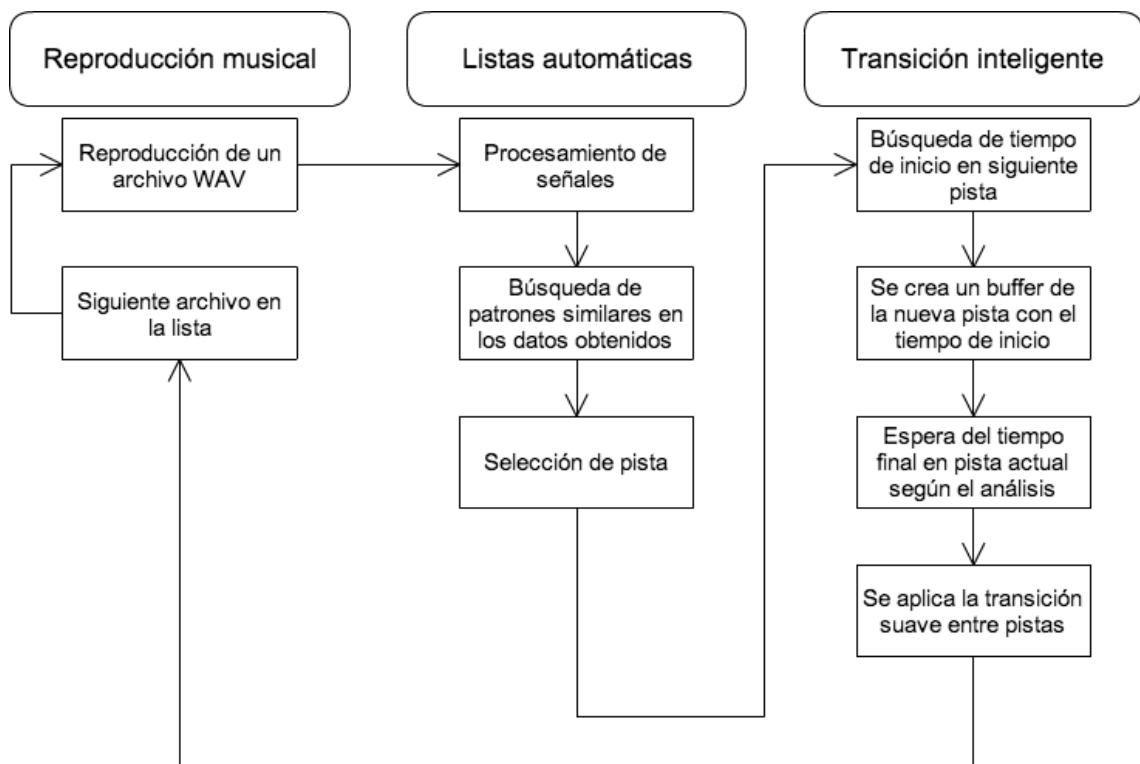 Reproducción musical
Reproducción de un
archivo WAV
Siguiente archivo en
la lista
Listas automáticas
Procesamiento de
señales
Búsqueda de
patrones similares en
los datos obtenidos
Selección de pista
Transición inteligente
Búsqueda de tiempo
de inicio en siguiente
pista
Se crea un buffer de
la nueva pista con el
tiempo de inicio
Espera del tiempo
final en pista actual
según el análisis
Se aplica la transición
suave entre pistas